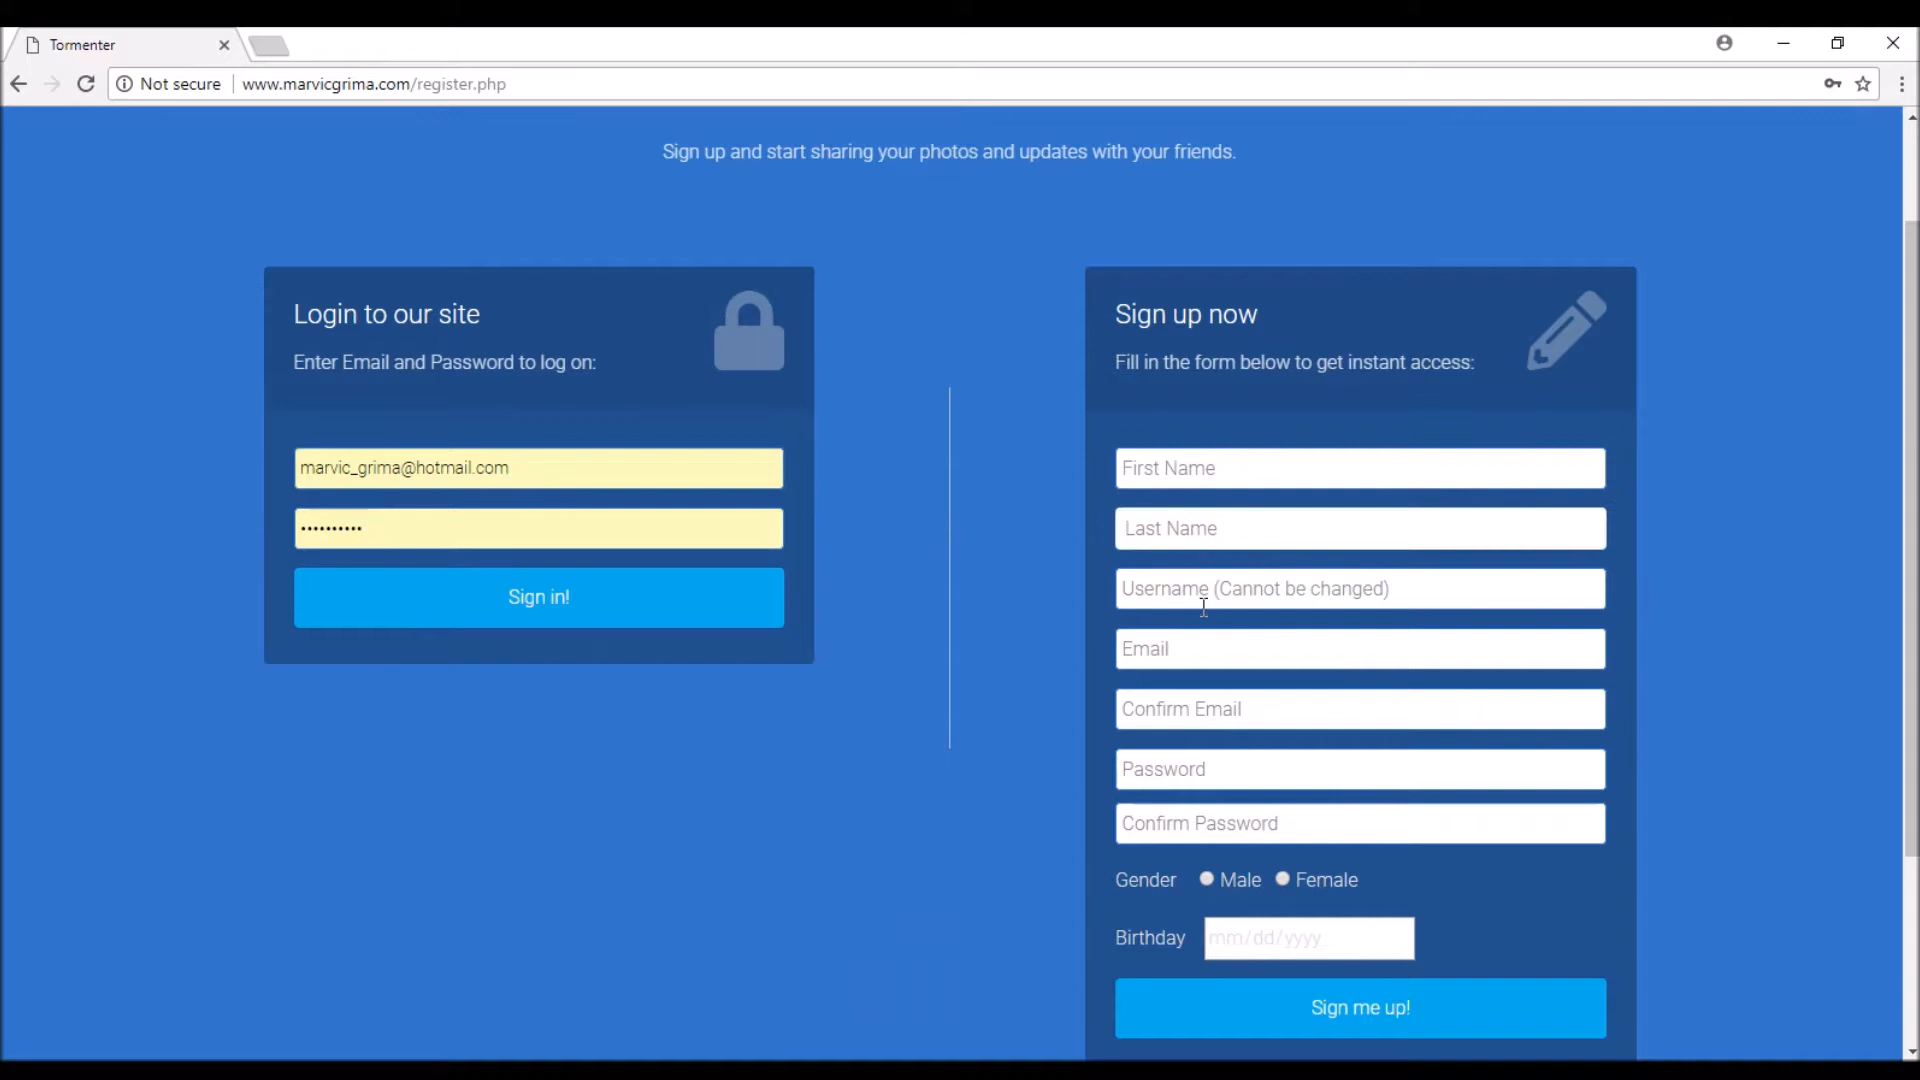 Tormenter
Not secure
www.marvicgrima.com/register.php
Sign up and start sharing your photos and updates with your friends.
Login to our site
Enter Email and Password to log on:
marvic_grima@hotmail.com
••••••••••
Sign in!
Sign up now
Fill in the form below to get instant access:
First Name
Last Name
Username (Cannot be changed)
Email
Confirm Email
Password
Confirm Password
Gender Male Female
Birthday mm/dd/yyyy
Sign me up!